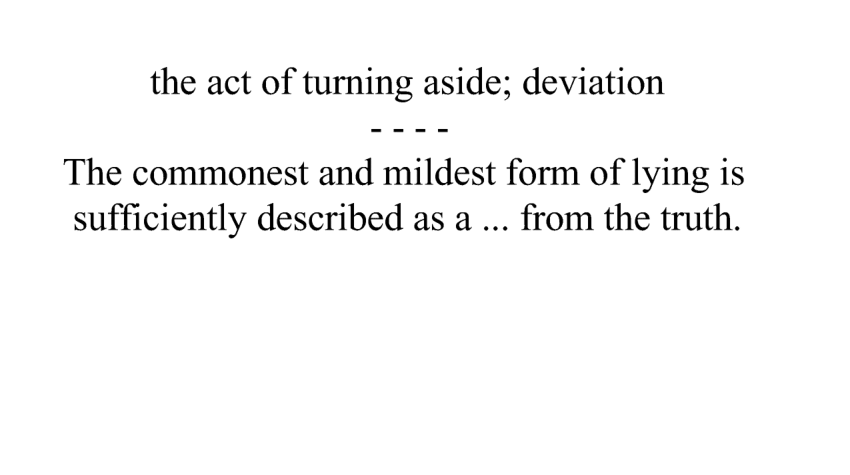 the act of turning aside; deviation
- - - -
The commonest and mildest form of lying is
sufficiently described as a ... from the truth.